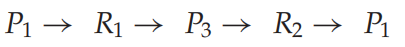 P₁ → R₁ → P₃ → R₂ → P₁